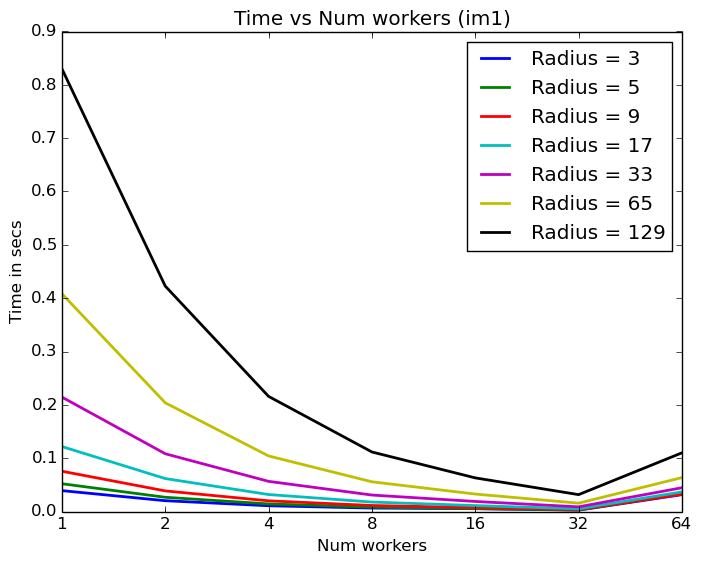 Time vs Num workers (im1)
0.9
0.8
0.7
0.6
0.5
0.4
0.3
0.2
0.1
0.0
Time in secs
Radius = 3
Radius = 5
Radius = 9
Radius = 17
Radius = 33
Radius = 65
Radius = 129
1 2 4 8 16 32 64
Num workers